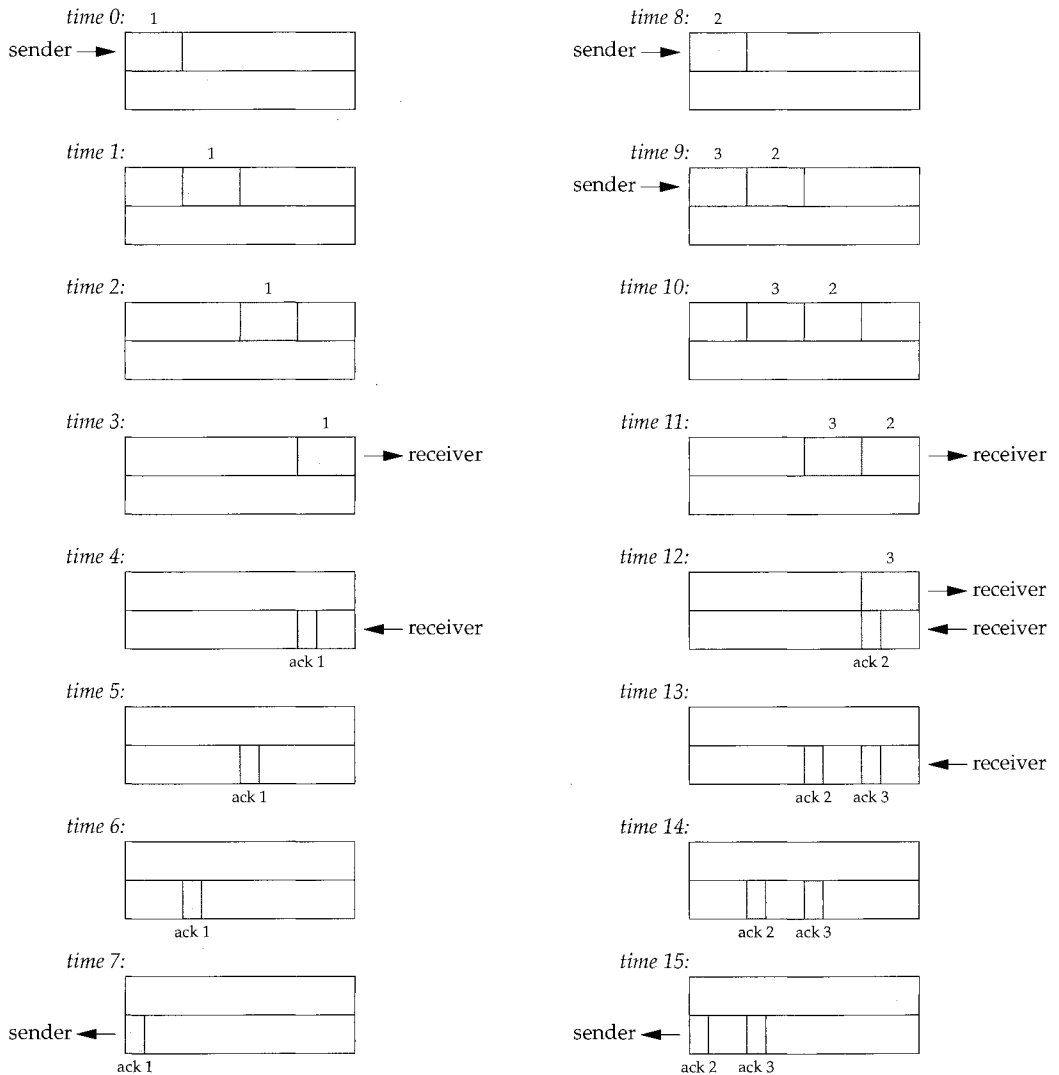 time 0: 1
sender
time 1: 1
time 2: 1
time 3: 1
receiver
time 4:
receiver
ack 1
time 5:
ack 1
time 6:
ack 1
time 7:
sender
ack 1
time 8: 2
sender
time 9: 3 2
sender
time 10: 3 2
time 11: 3 2
receiver
time 12: 3
receiver
receiver
ack 2
time 13:
receiver
ack 2 ack 3
time 14:
ack 2 ack 3
time 15:
sender
ack 2 ack 3